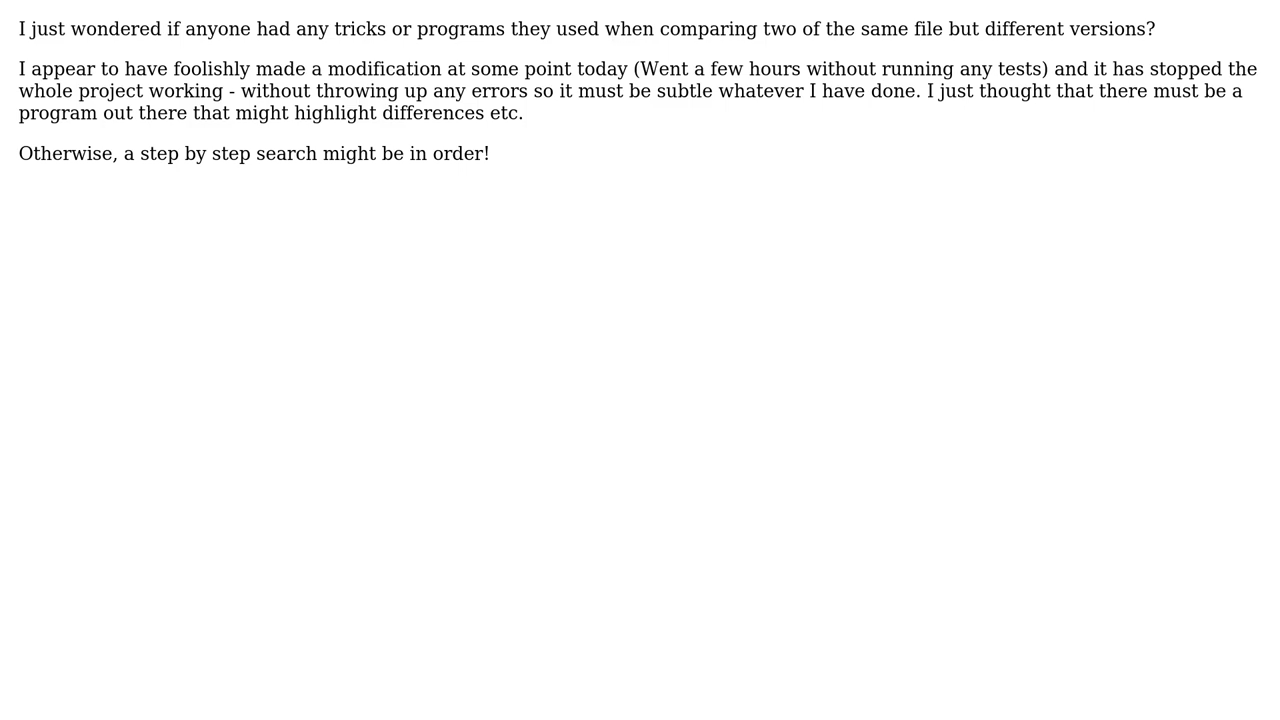 I just wondered if anyone had any tricks or programs they used when comparing two of the same file but different versions?
I appear to have foolishly made a modification at some point today (Went a few hours without running any tests) and it has stopped the
whole project working - without throwing up any errors so it must be subtle whatever I have done. I just thought that there must be a
program out there that might highlight differences etc.
Otherwise, a step by step search might be in order!